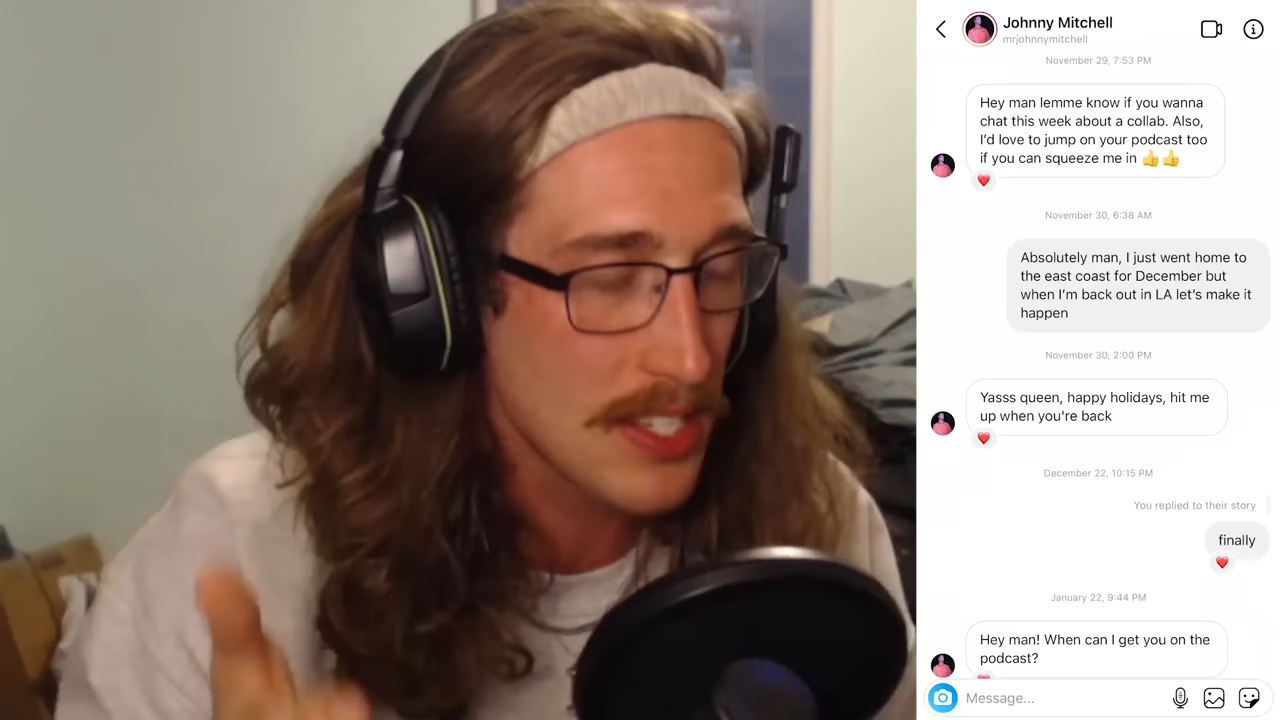 Johnny Mitchell
mrjohnnymitchell
November 29, 7:53 PM
Hey man lemme know if you wanna
chat this week about a collab. Also,
I'd love to jump on your podcast too
if you can squeeze me in 👍👍
November 30, 6:38 AM
Absolutely man, I just went home to
the east coast for December but
when I'm back out in LA let's make it
happen
November 30, 2:00 PM
Yasss queen, happy holidays, hit me
up when you're back
December 22, 10:15 PM
You replied to their story
finally
January 22, 9:44 PM
Hey man! When can I get you on the
podcast?
Message...